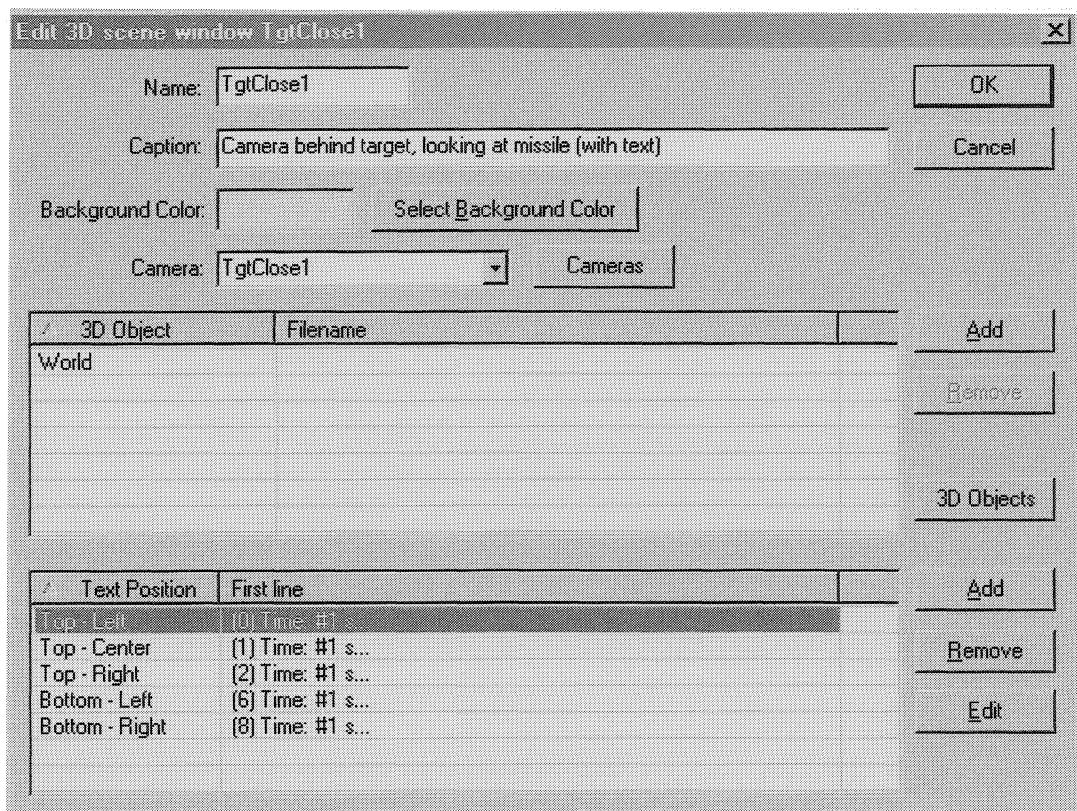 Edit 3D scene window TgtClose1
Name: TgtClose1
OK
Caption: Camera behind target, looking at missile (with text)
Cancel
Background Color: Select Background Color
Camera: TgtClose1 Cameras
3D Object Filename
Add
World
Remove
3D Objects
Text Position First line
Add
Top - Left (0) Time: #1 s...
Top - Center (1) Time: #1 s...
Remove
Top - Right (2) Time: #1 s...
Bottom - Left (6) Time: #1 s...
Edit
Bottom - Right (8) Time: #1 s...